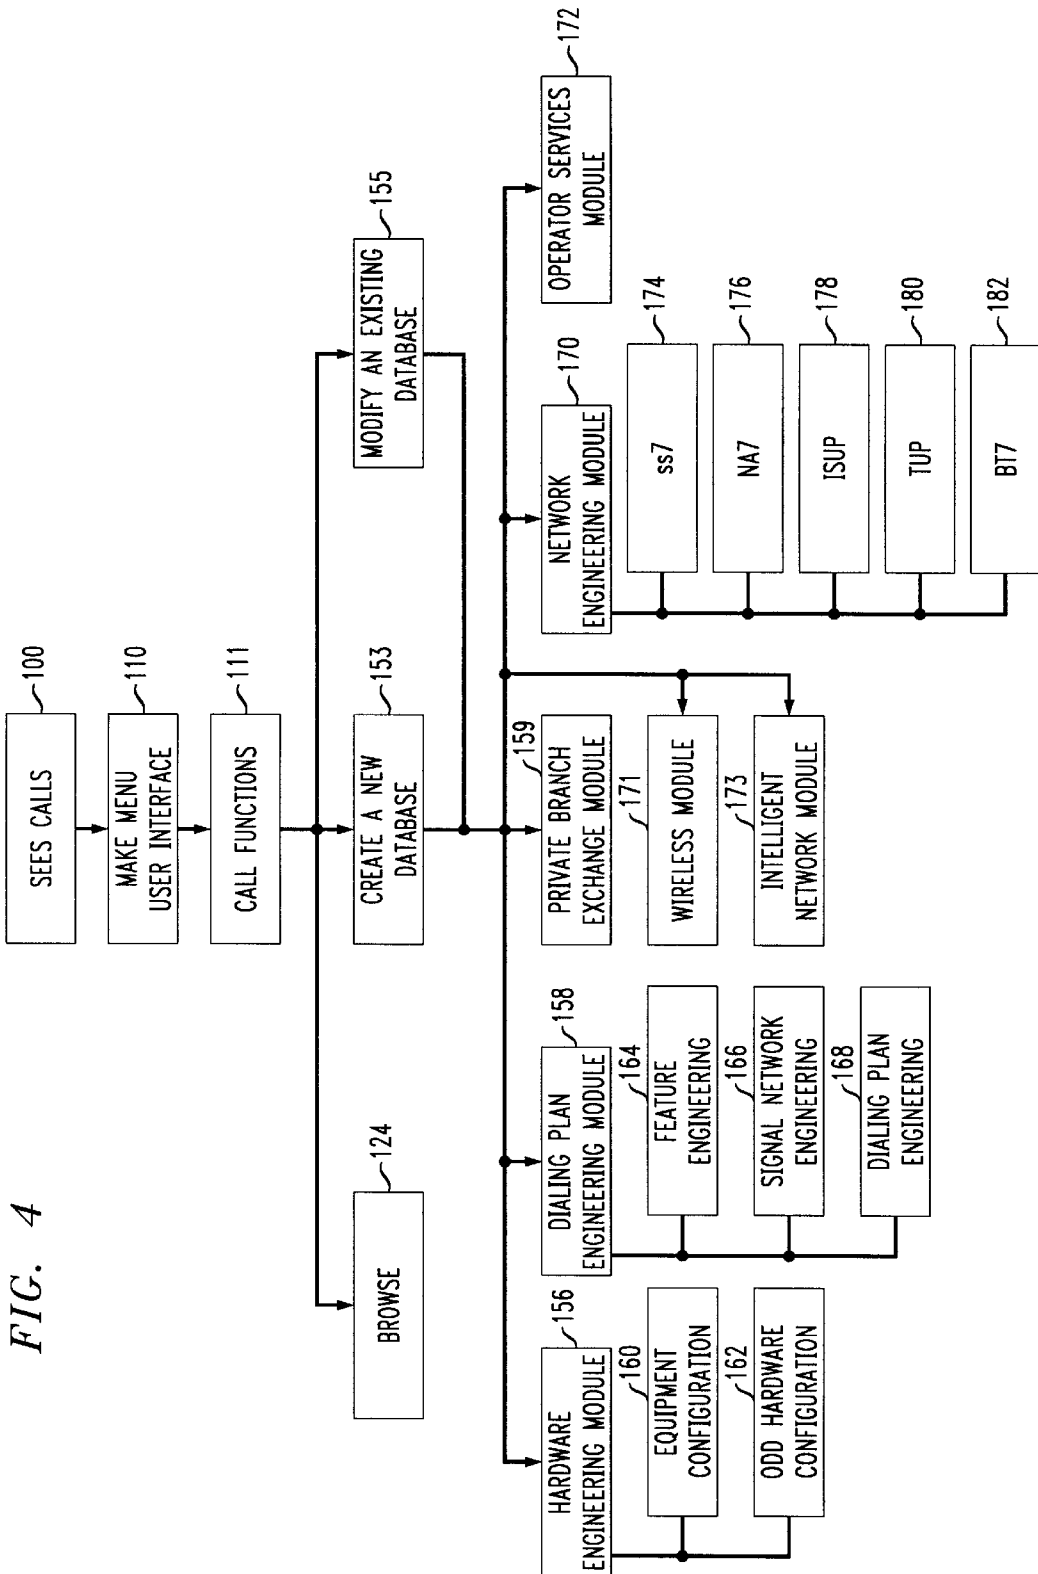 FIG. 4
SEES CALLS
100
MAKE MENU
USER INTERFACE
110
CALL FUNCTIONS
111
BROWSE
124
CREATE A NEW
DATABASE
153
MODIFY AN EXISTING
DATABASE
155
HARDWARE
ENGINEERING MODULE
156
DIALING PLAN
ENGINEERING MODULE
158
PRIVATE BRANCH
EXCHANGE MODULE
159
NETWORK
ENGINEERING MODULE
170
OPERATOR SERVICES
MODULE
172
EQUIPMENT
CONFIGURATION
160
ODD HARDWARE
CONFIGURATION
162
FEATURE
ENGINEERING
164
SIGNAL NETWORK
ENGINEERING
166
DIALING PLAN
ENGINEERING
168
WIRELESS MODULE
171
INTELLIGENT
NETWORK MODULE
173
ss7
174
NA7
176
ISUP
178
TUP
180
BT7
182